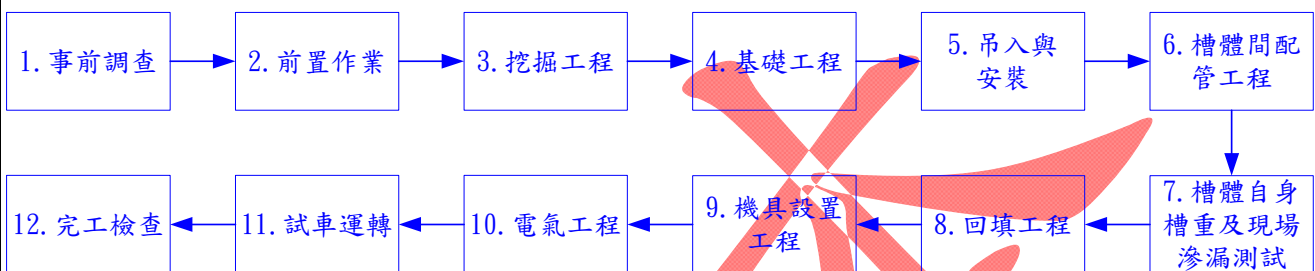 1.事前調查
2.前置作業
3.挖掘工程
4.基礎工程
5.吊入與
安裝
6.槽體間配
管工程
7.槽體自身
槽重及現場
滲漏測試
8.回填工程
9.機具設置
工程
10.電氣工程
11.試車運轉
12.完工檢查